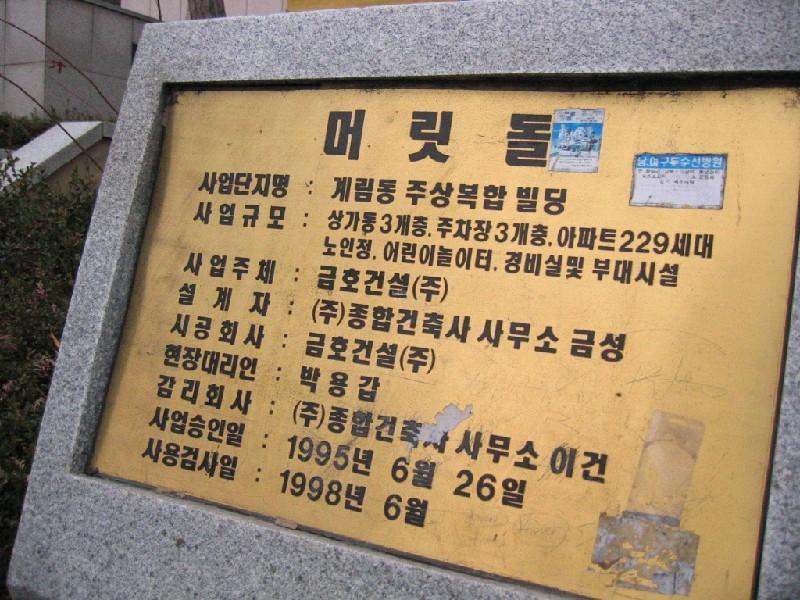 머릿돌
사업단지명 : 계림동 주상복합 빌딩
사업규모 : 상가동3개층, 주차장3개층, 아파트229세대
노인정, 어린이놀이터, 경비실및 부대시설
사업주체 : 금호건설(주)
설계자 : (주)종합건축사 사무소 금성
시공회사 : 금호건설(주)
현장대리인 : 박용갑
감리회사 : (주)종합건축사 사무소 이건
사업승인일 : 1995년 6월 26일
사용검사일 : 1998년 6월